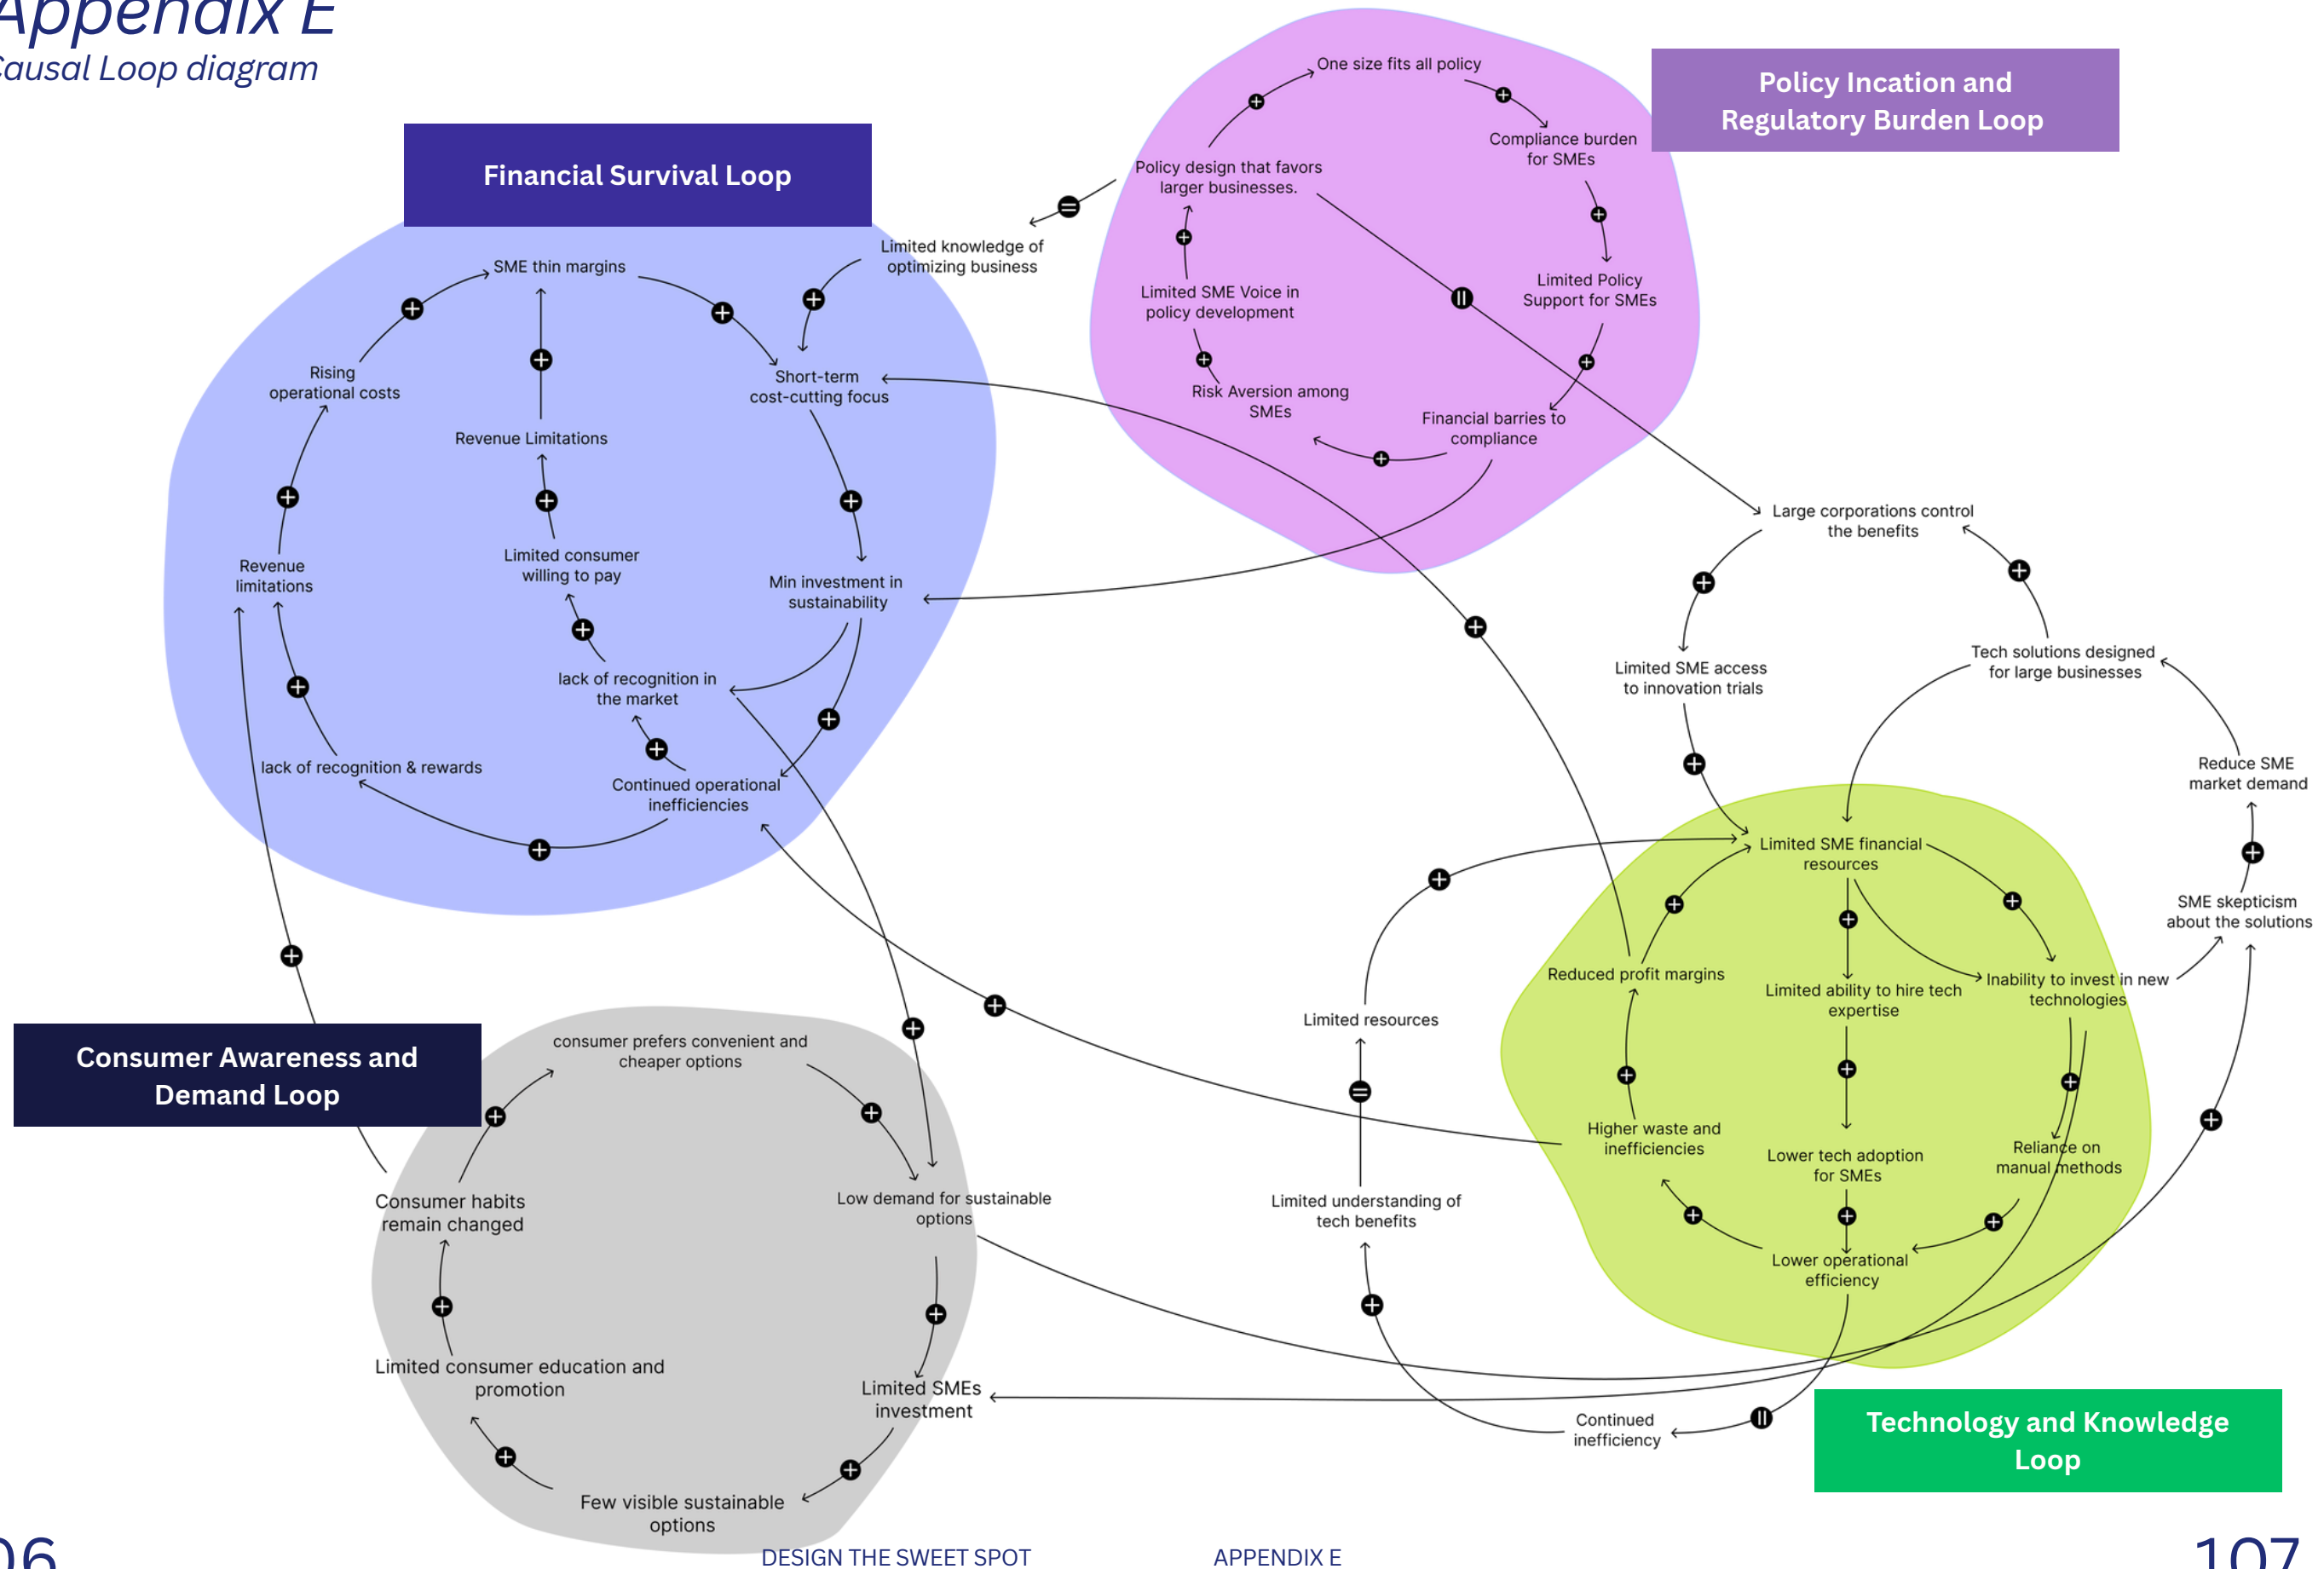 Appendix E
Causal Loop diagram
Financial Survival Loop
SME thin margins
Limited knowledge of
optimizing business
Rising
operational costs
Short-term
cost-cutting focus
Revenue Limitations
Revenue
limitations
Limited consumer
willing to pay
Min investment in
sustainability
lack of recognition in
the market
lack of recognition & rewards
Continued operational
inefficiencies
Policy Incation and
Regulatory Burden Loop
One size fits all policy
Compliance burden
for SMEs
Policy design that favors
larger businesses.
Limited SME Voice in
policy development
Limited Policy
Support for SMEs
Risk Aversion among
SMEs
Financial barries to
compliance
Large corporations control
the benefits
Limited SME access
to innovation trials
Tech solutions designed
for large businesses
Reduce SME
market demand
SME skepticism
about the solutions
Limited SME financial
resources
Reduced profit margins
Limited ability to hire tech
expertise
Inability to invest in new
technologies
Limited resources
Higher waste and
inefficiencies
Lower tech adoption
for SMEs
Reliance on
manual methods
Limited understanding of
tech benefits
Lower operational
efficiency
Continued
inefficiency
Technology and Knowledge
Loop
Consumer Awareness and
Demand Loop
consumer prefers convenient and
cheaper options
Consumer habits
remain changed
Low demand for sustainable
options
Limited consumer education and
promotion
Limited SMEs
investment
Few visible sustainable
options
06
DESIGN THE SWEET SPOT
APPENDIX E
107